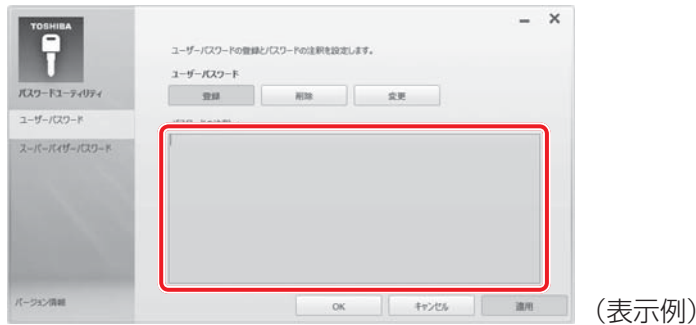 TOSHIBA
パスワードユーティリティ
ユーザーパスワード
スーパーバイザーパスワード
バージョン情報
ユーザーパスワードの登録とパスワードの注釈を設定します。
ユーザーパスワード
登録
削除
変更
OK
キャンセル
適用
(表示例)